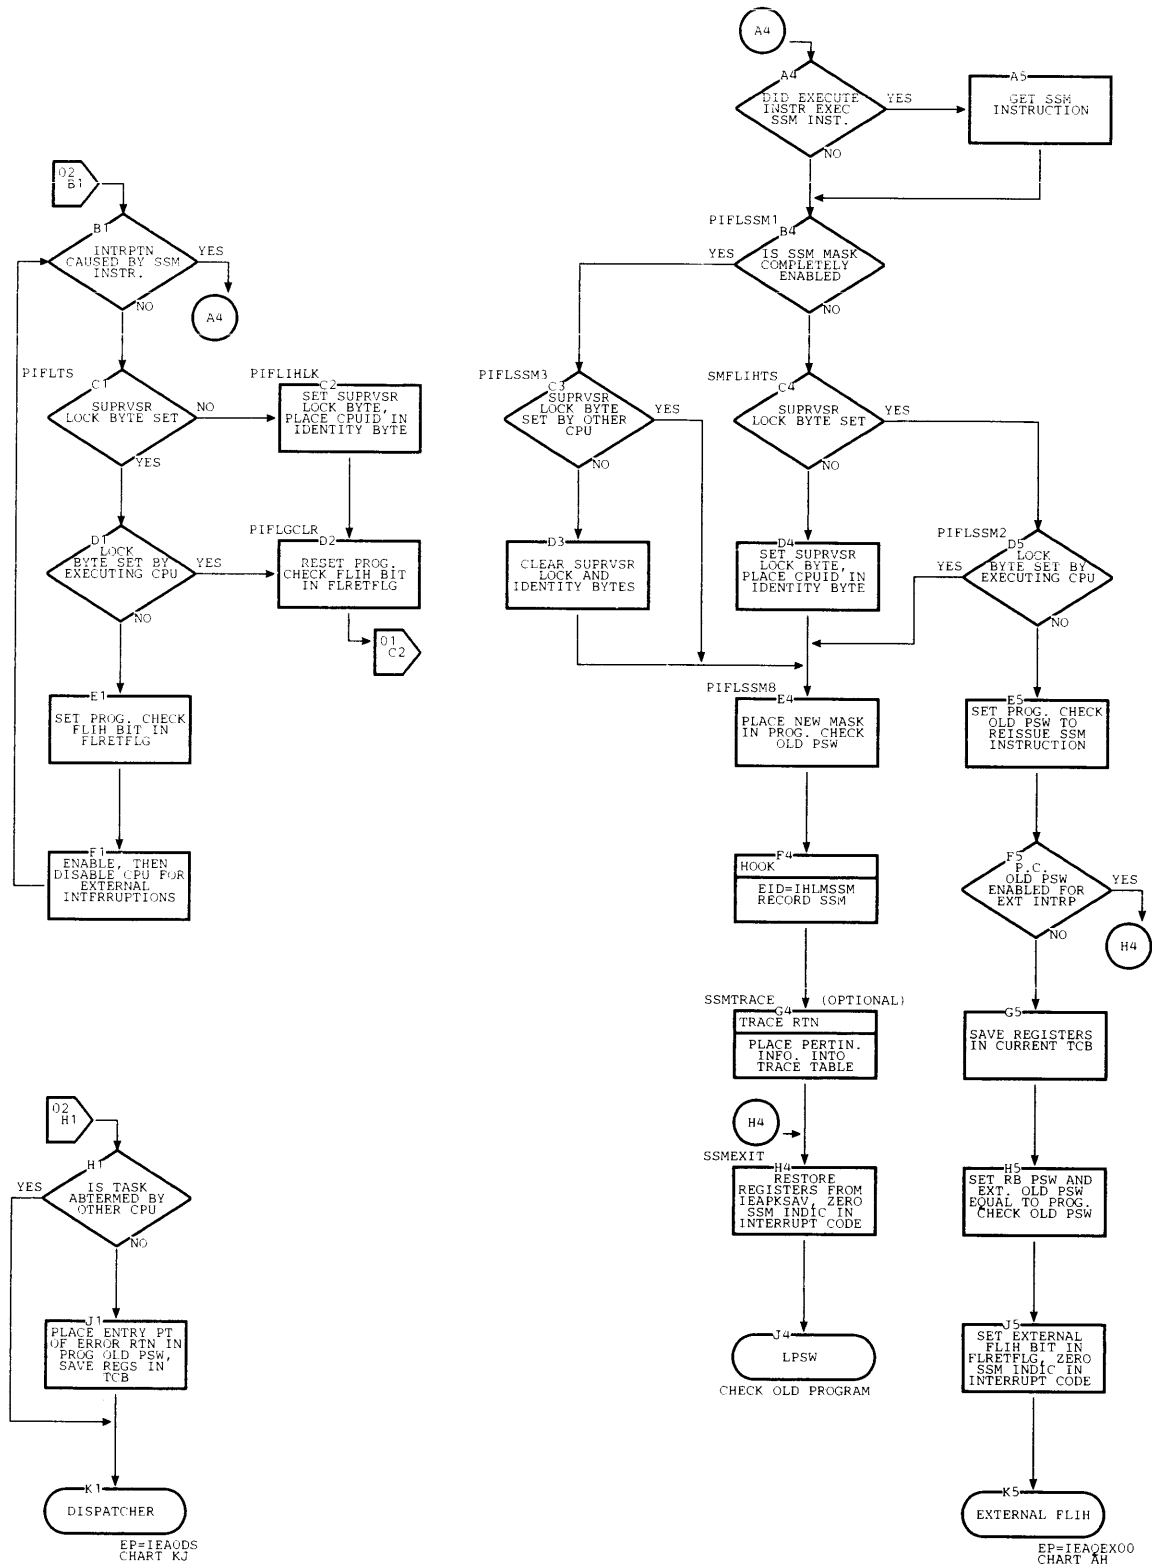 A4
A4
DID EXECUTE
INSTR EXEC
SSM INST.
YES
NO
A5
GET SSM
INSTRUCTION
02
B1
B1
INTRPTN
CAUSED BY SSM
INSTR.
YES
NO
A4
PIFLSSM1
B4
IS SSM MASK
COMPLETELY
ENABLED
YES
NO
PIFLTS
C1
SUPRVSR
LOCK BYTE SET
NO
YES
PIFLIHLK
C2
SET SUPRVSR
LOCK BYTE,
PLACE CPUID IN
IDENTITY BYTE
PIFLSSM3
C3
SUPRVSR
LOCK BYTE
SET BY OTHER
CPU
YES
NO
SMFLIHTS
C4
SUPRVSR
LOCK BYTE SET
YES
NO
D1
LOCK
BYTE SET BY
EXECUTING CPU
YES
NO
PIFLGCLR
D2
RESET PROG.
CHECK FLIH BIT
IN FLRETFLG
01
C2
D3
CLEAR SUPRVSR
LOCK AND
IDENTITY BYTES
D4
SET SUPRVSR
LOCK BYTE,
PLACE CPUID IN
IDENTITY BYTE
PIFLSSM2
D5
LOCK
BYTE SET BY
EXECUTING CPU
YES
NO
E1
SET PROG. CHECK
FLIH BIT IN
FLRETFLG
PIFLSSM8
E4
PLACE NEW MASK
IN PROG. CHECK
OLD PSW
E5
SET PROG. CHECK
OLD PSW TO
REISSUE SSM
INSTRUCTION
F1
ENABLE, THEN
DISABLE CPU FOR
EXTERNAL
INTERRUPTIONS
F4
HOOK
EID=IHLMSSM
RECORD SSM
F5
P.C.
OLD PSW
ENABLED FOR
EXT INTRP
YES
NO
H4
SSMTRACE (OPTIONAL)
G4
TRACE RTN
PLACE PERTIN.
INFO. INTO
TRACE TABLE
G5
SAVE REGISTERS
IN CURRENT TCB
02
H1
H1
IS TASK
ABTERMED BY
OTHER CPU
YES
NO
H4
SSMEXIT
H4
RESTORE
REGISTERS FROM
IEAPKSAV, ZERO
SSM INDIC IN
INTERRUPT CODE
H5
SET RB PSW AND
EXT. OLD PSW
EQUAL TO PROG.
CHECK OLD PSW
J1
PLACE ENTRY PT
OF ERROR RTN IN
PROG OLD PSW,
SAVE REGS IN
TCB
J4
LPSW
CHECK OLD PROGRAM
J5
SET EXTERNAL
FLIH BIT IN
FLRETFLG, ZERO
SSM INDIC IN
INTERRUPT CODE
K1
DISPATCHER
EP=IEAODS
CHART KJ
K5
EXTERNAL FLIH
EP=IEAQEX00
CHART AH